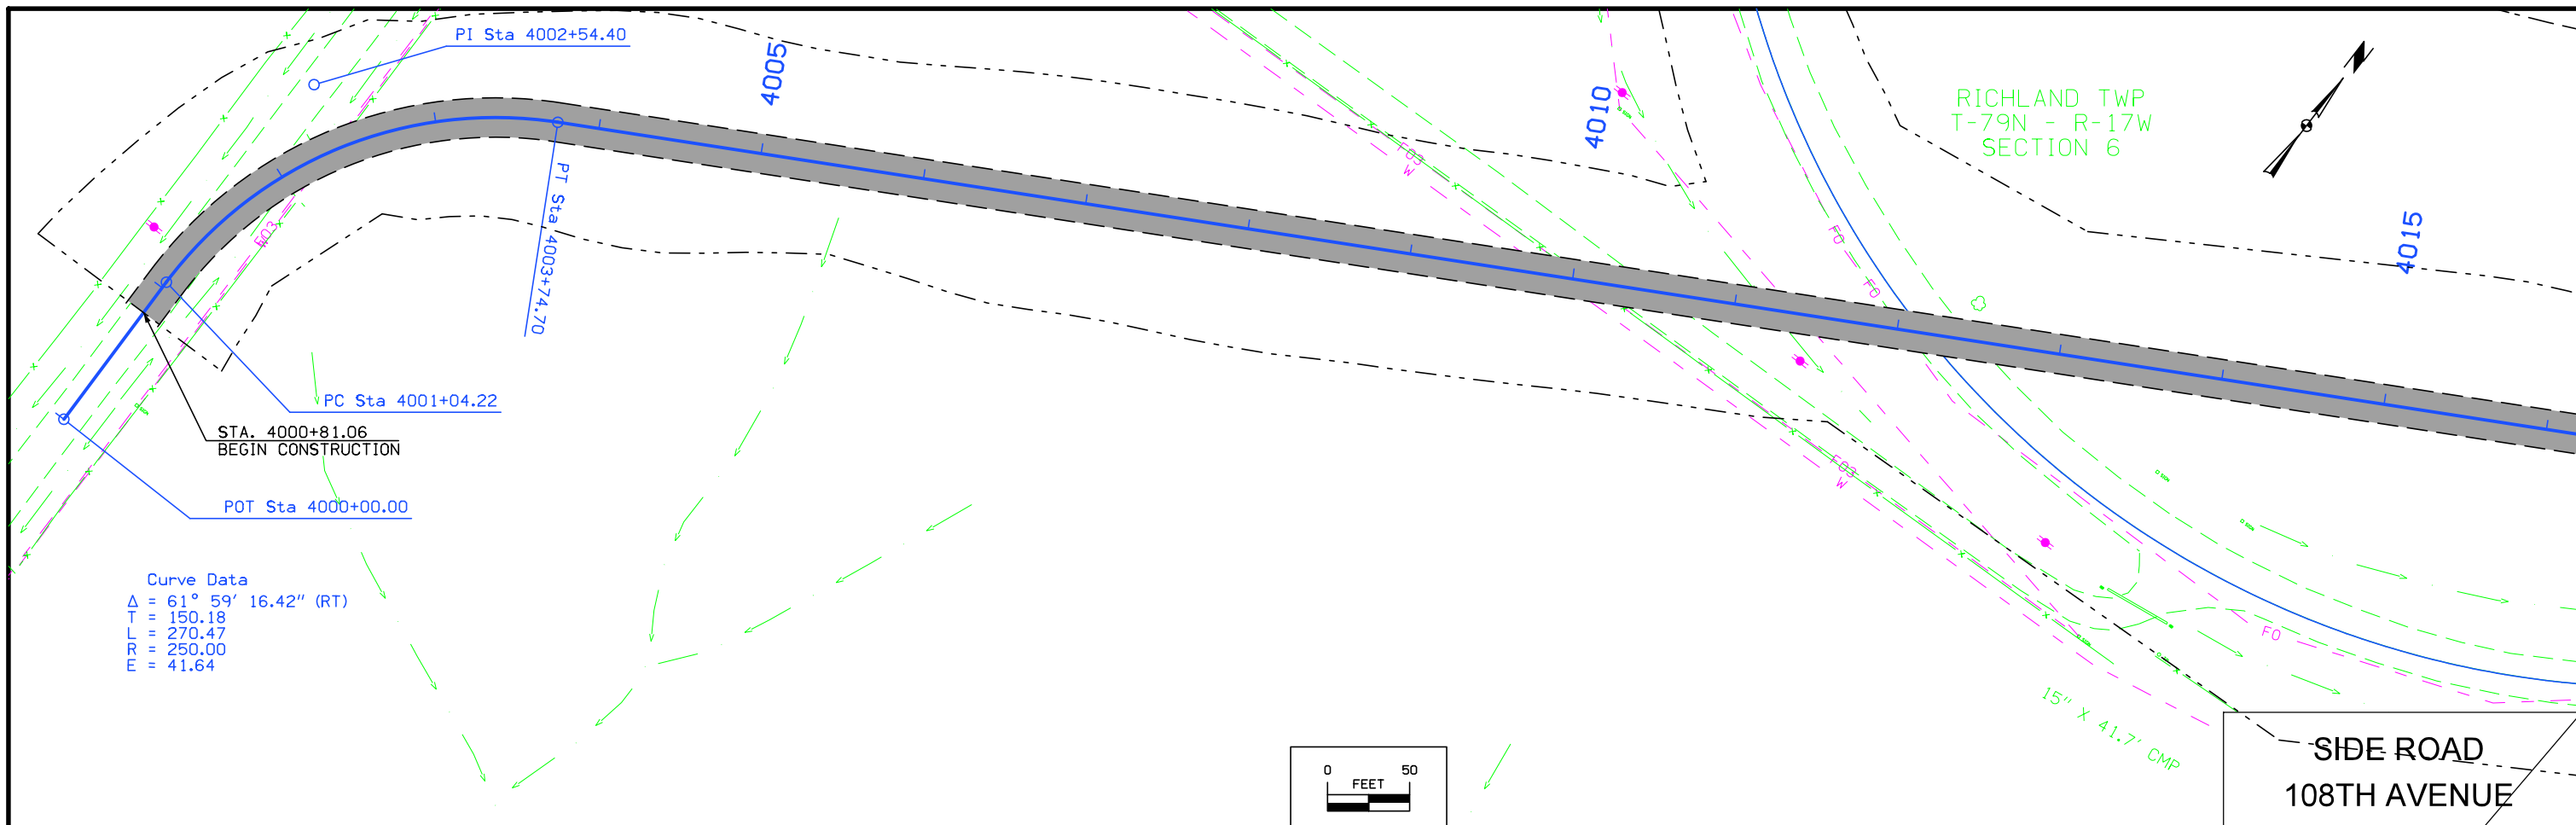 PI Sta 4002+54.40
4005
4010
RICHLAND TWP
T-79N - R-17W
SECTION 6
4015
PT Sta 4003+74.70
FO3
W
FO3
W
FO
FO
PC Sta 4001+04.22
STA. 4000+81.06
BEGIN CONSTRUCTION
POT Sta 4000+00.00
FO3
W
Curve Data
Δ = 61° 59' 16.42" (RT)
T = 150.18
L = 270.47
R = 250.00
E = 41.64
FO
15" X 41.7' CMP
0 50
FEET
SIDE ROAD
108TH AVENUE